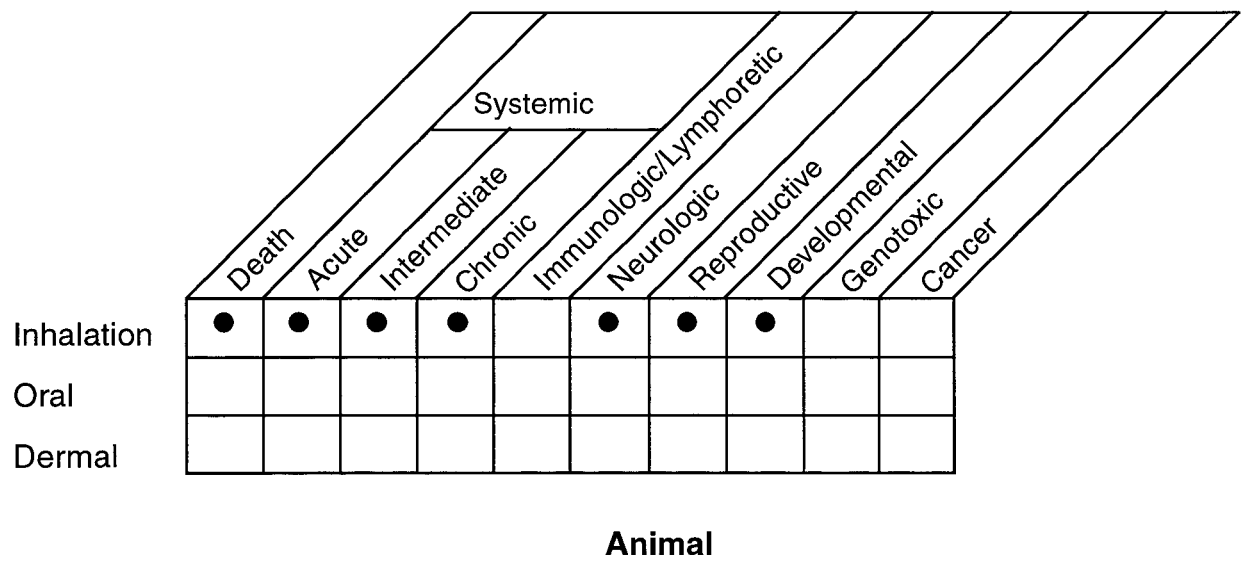 Systemic
Death
Acute
Intermediate
Chronic
Immunologic/Lymphoretic
Neurologic
Reproductive
Developmental
Genotoxic
Cancer
Inhalation
Oral
Dermal
Animal